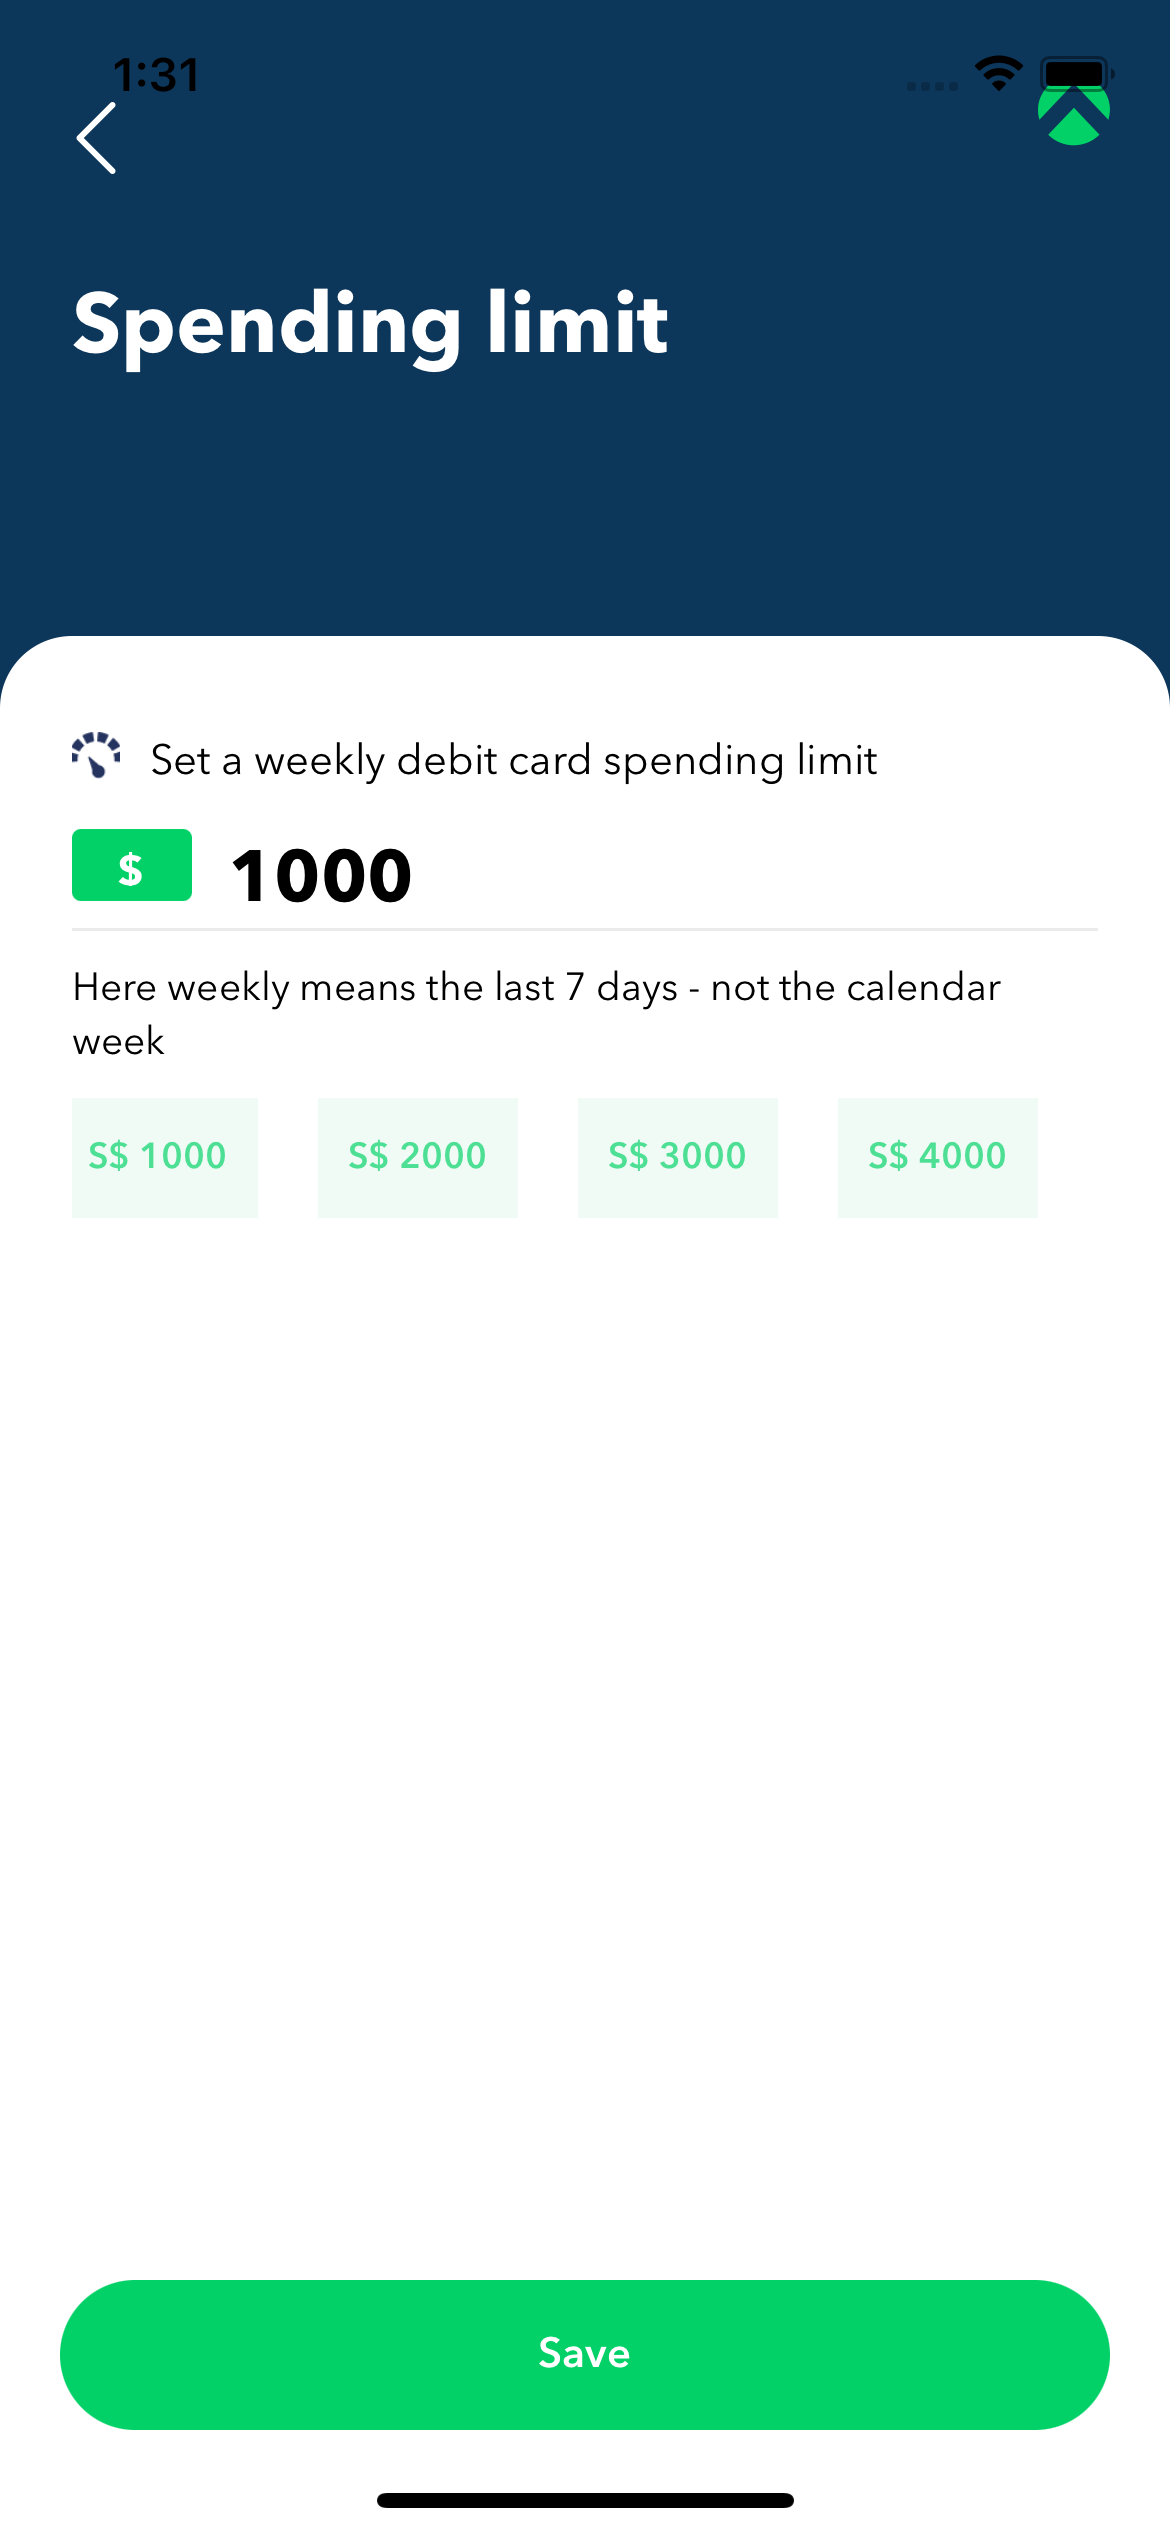 1:31
Spending limit
Set a weekly debit card spending limit
$ 1000
Here weekly means the last 7 days - not the calendar
week
S$ 1000 S$ 2000 S$ 3000 S$ 4000
Save